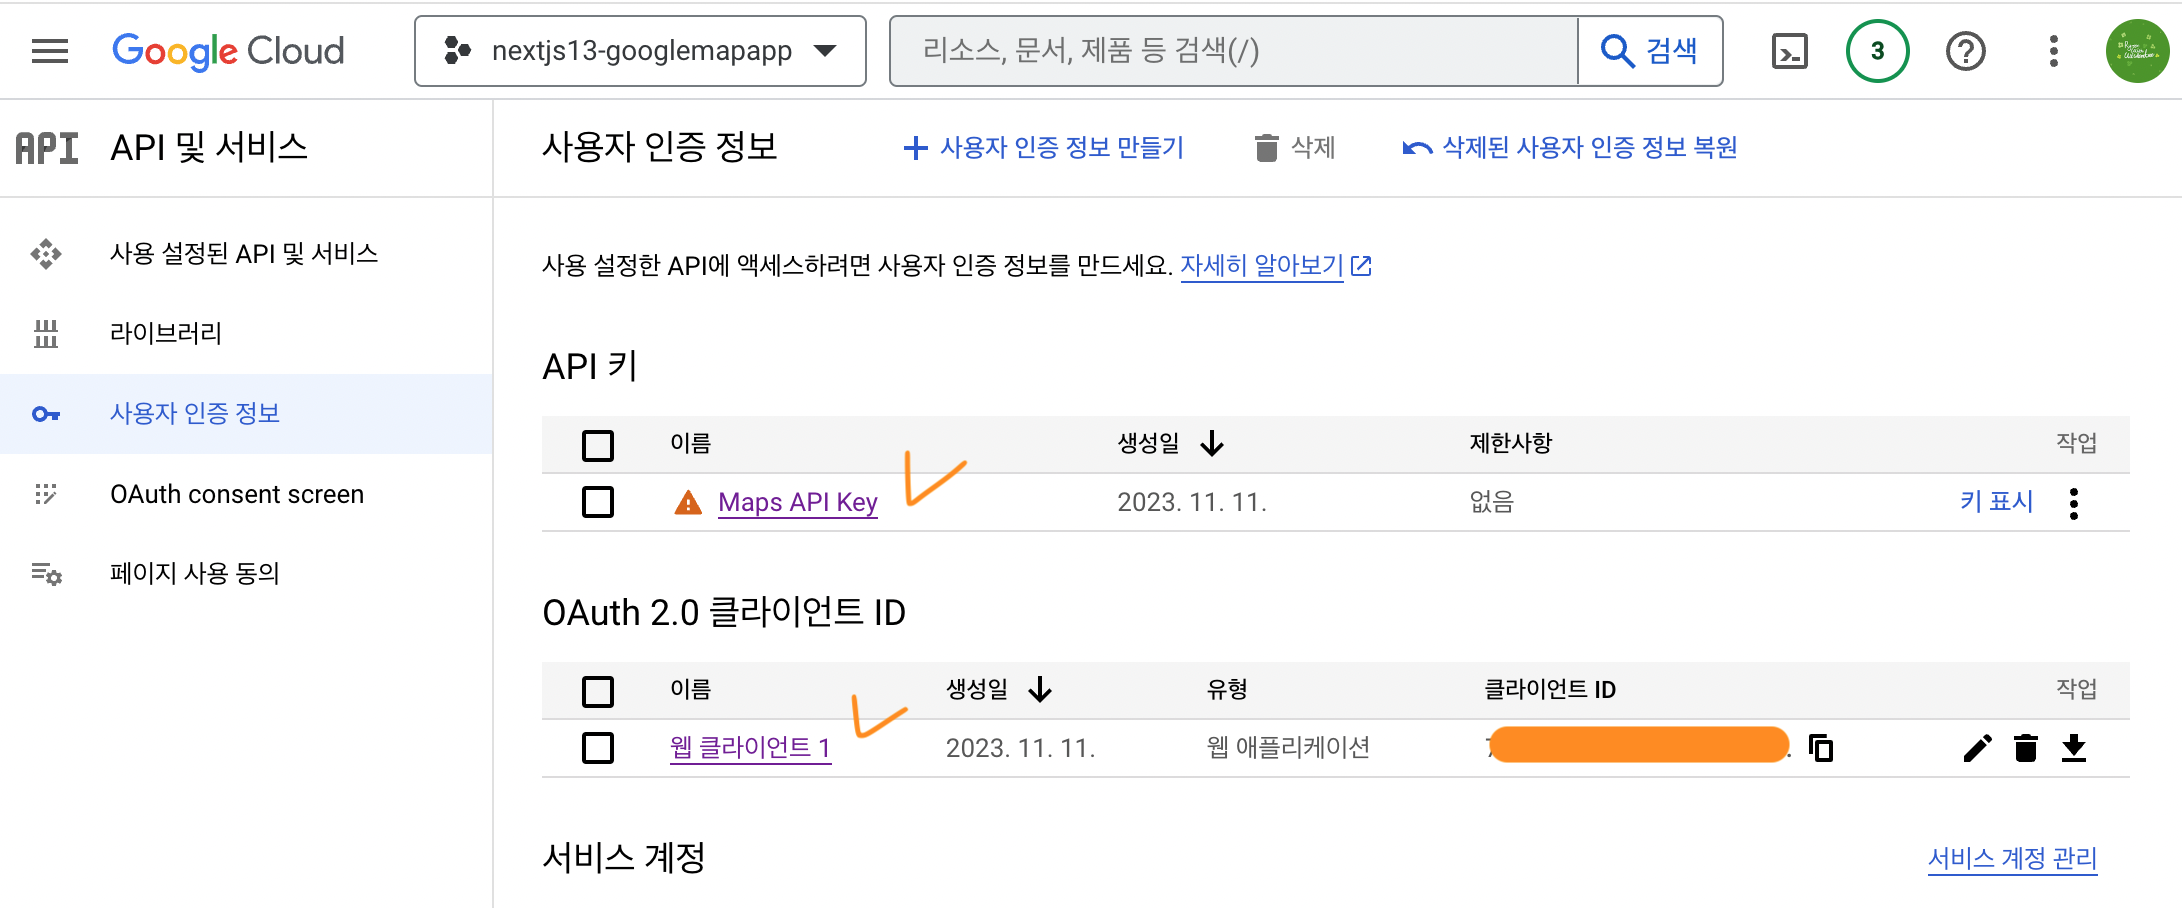 Google Cloud
nextjs13-googlemapapp
리소스, 문서, 제품 등 검색(/)
검색
3
API
API 및 서비스
사용자 인증 정보
사용자 인증 정보 만들기
삭제
삭제된 사용자 인증 정보 복원
사용 설정된 API 및 서비스
라이브러리
사용자 인증 정보
OAuth consent screen
페이지 사용 동의
사용 설정한 API에 액세스하려면 사용자 인증 정보를 만드세요. 자세히 알아보기
API 키
이름 생성일 제한사항 작업
Maps API Key 2023. 11. 11. 없음 키 표시
OAuth 2.0 클라이언트 ID
이름 생성일 유형 클라이언트 ID 작업
웹 클라이언트 1 2023. 11. 11. 웹 애플리케이션
서비스 계정
서비스 계정 관리